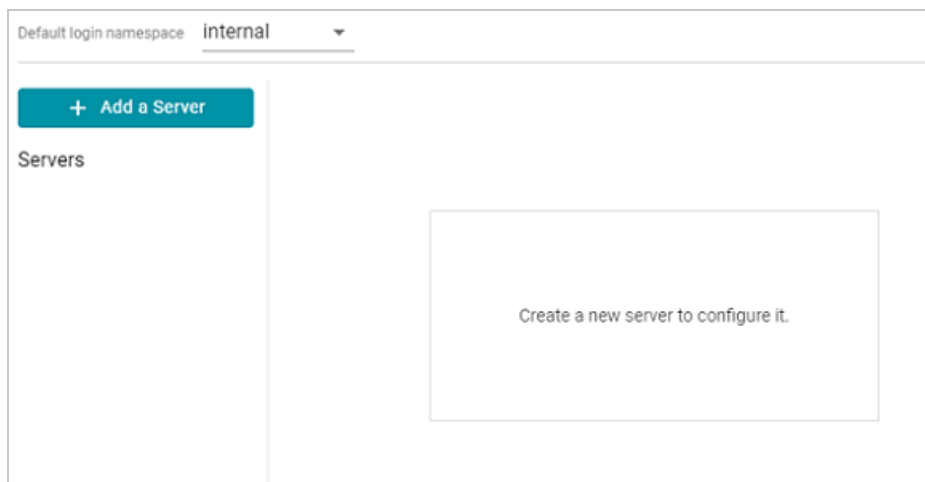 Default login namespace internal
+ Add a Server
Servers
Create a new server to configure it.